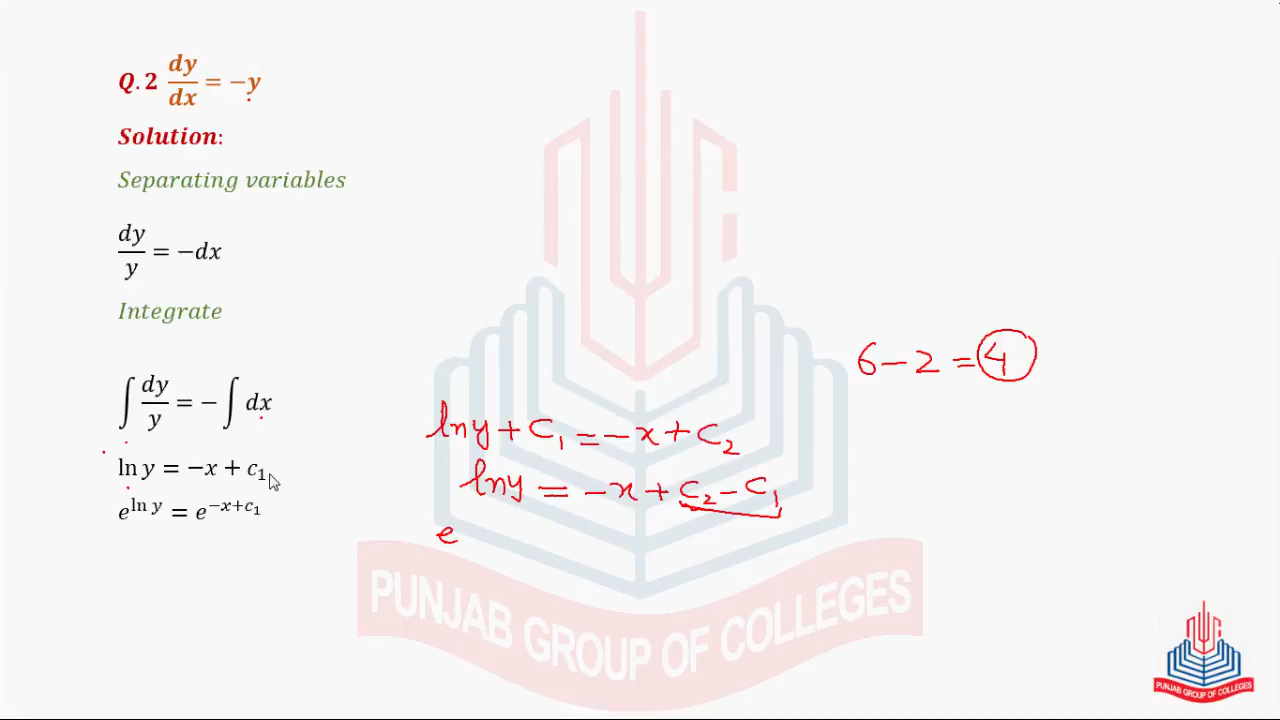 Q.2 dy/dx = −y
Solution:
Separating variables
dy/y = −dx
Integrate
∫ dy/y = − ∫ dx
ln y = −x + c₁
e^(ln y) = e^(−x+c₁)
6 − 2 = 4
ln y + C₁ = −x + C₂
ln y = −x + C₂ − C₁
e
PUNJAB GROUP OF COLLEGES
PUNJAB GROUP OF COLLEGES